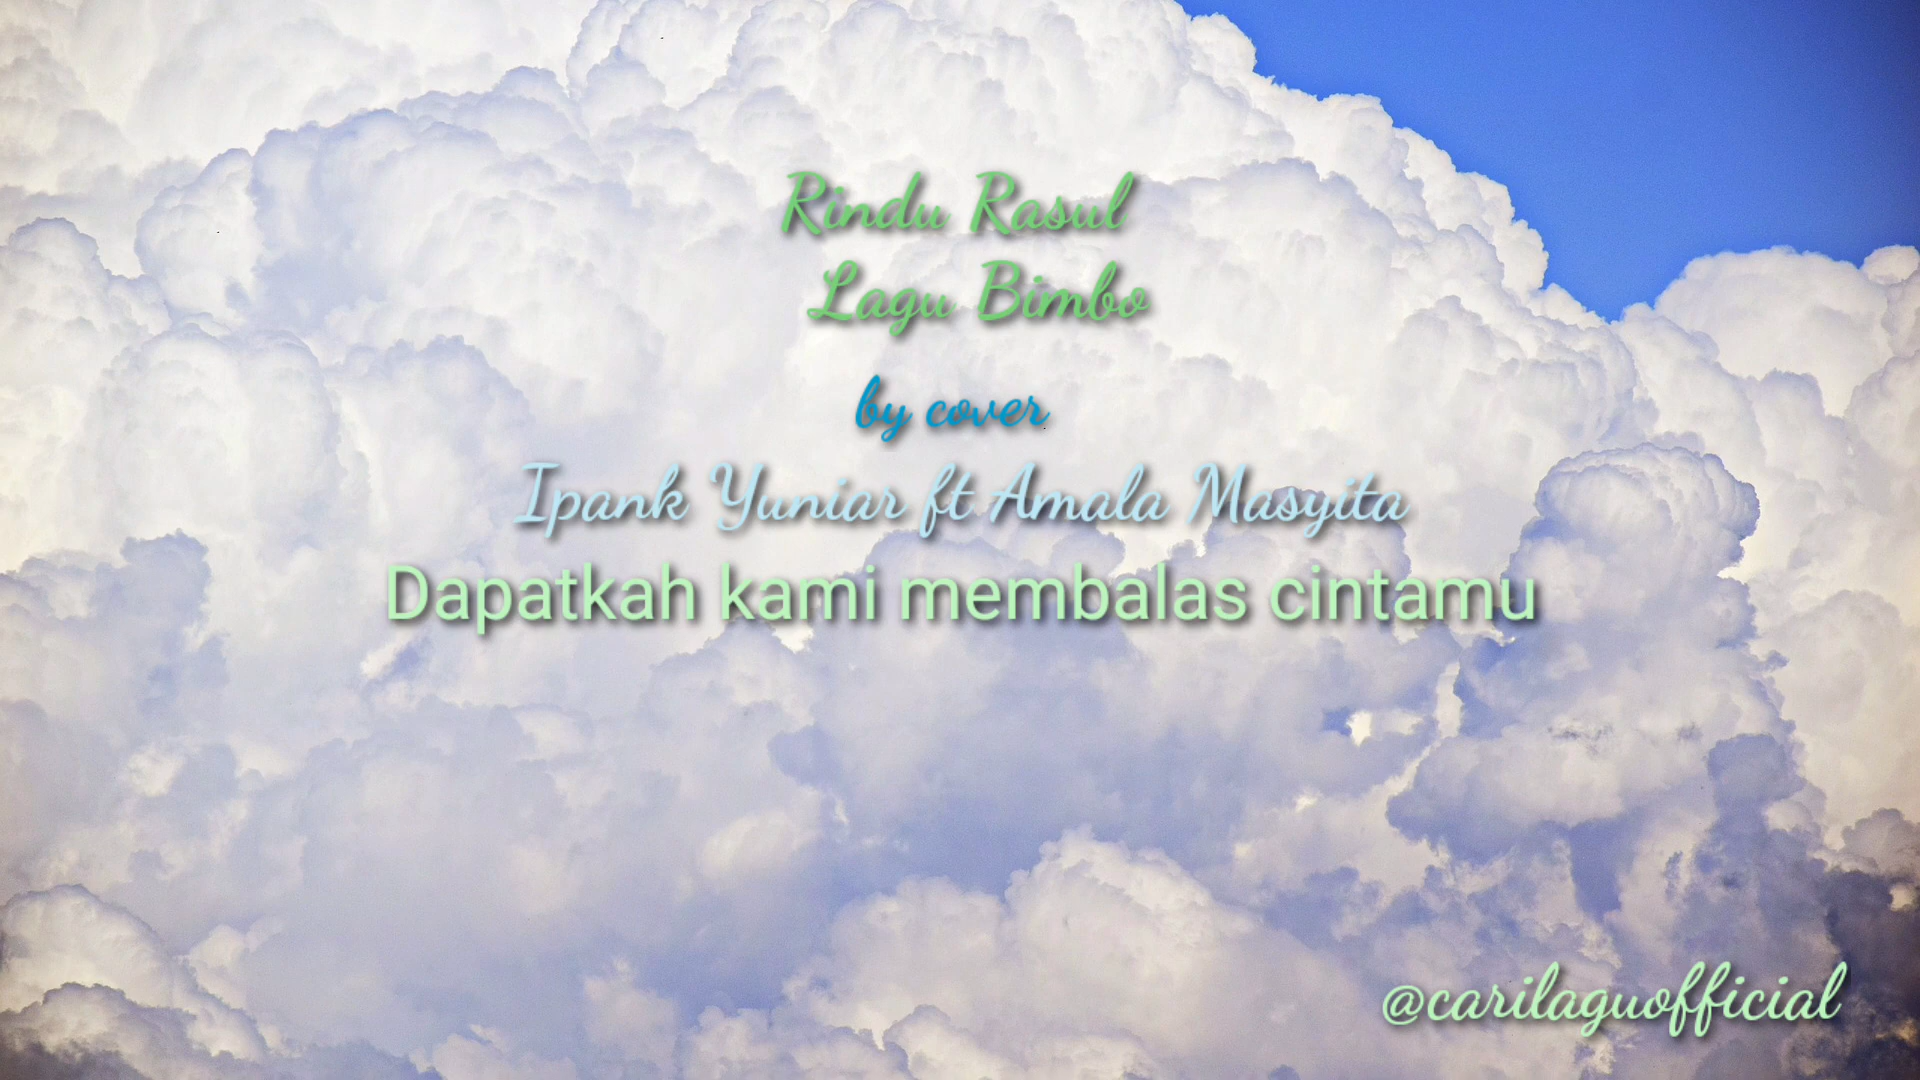 Rindu Rasul
Lagu Bimbo
by cover
Ipank Yuniar ft Amala Masyita
Dapatkah kami membalas cintamu
@carilaguofficial